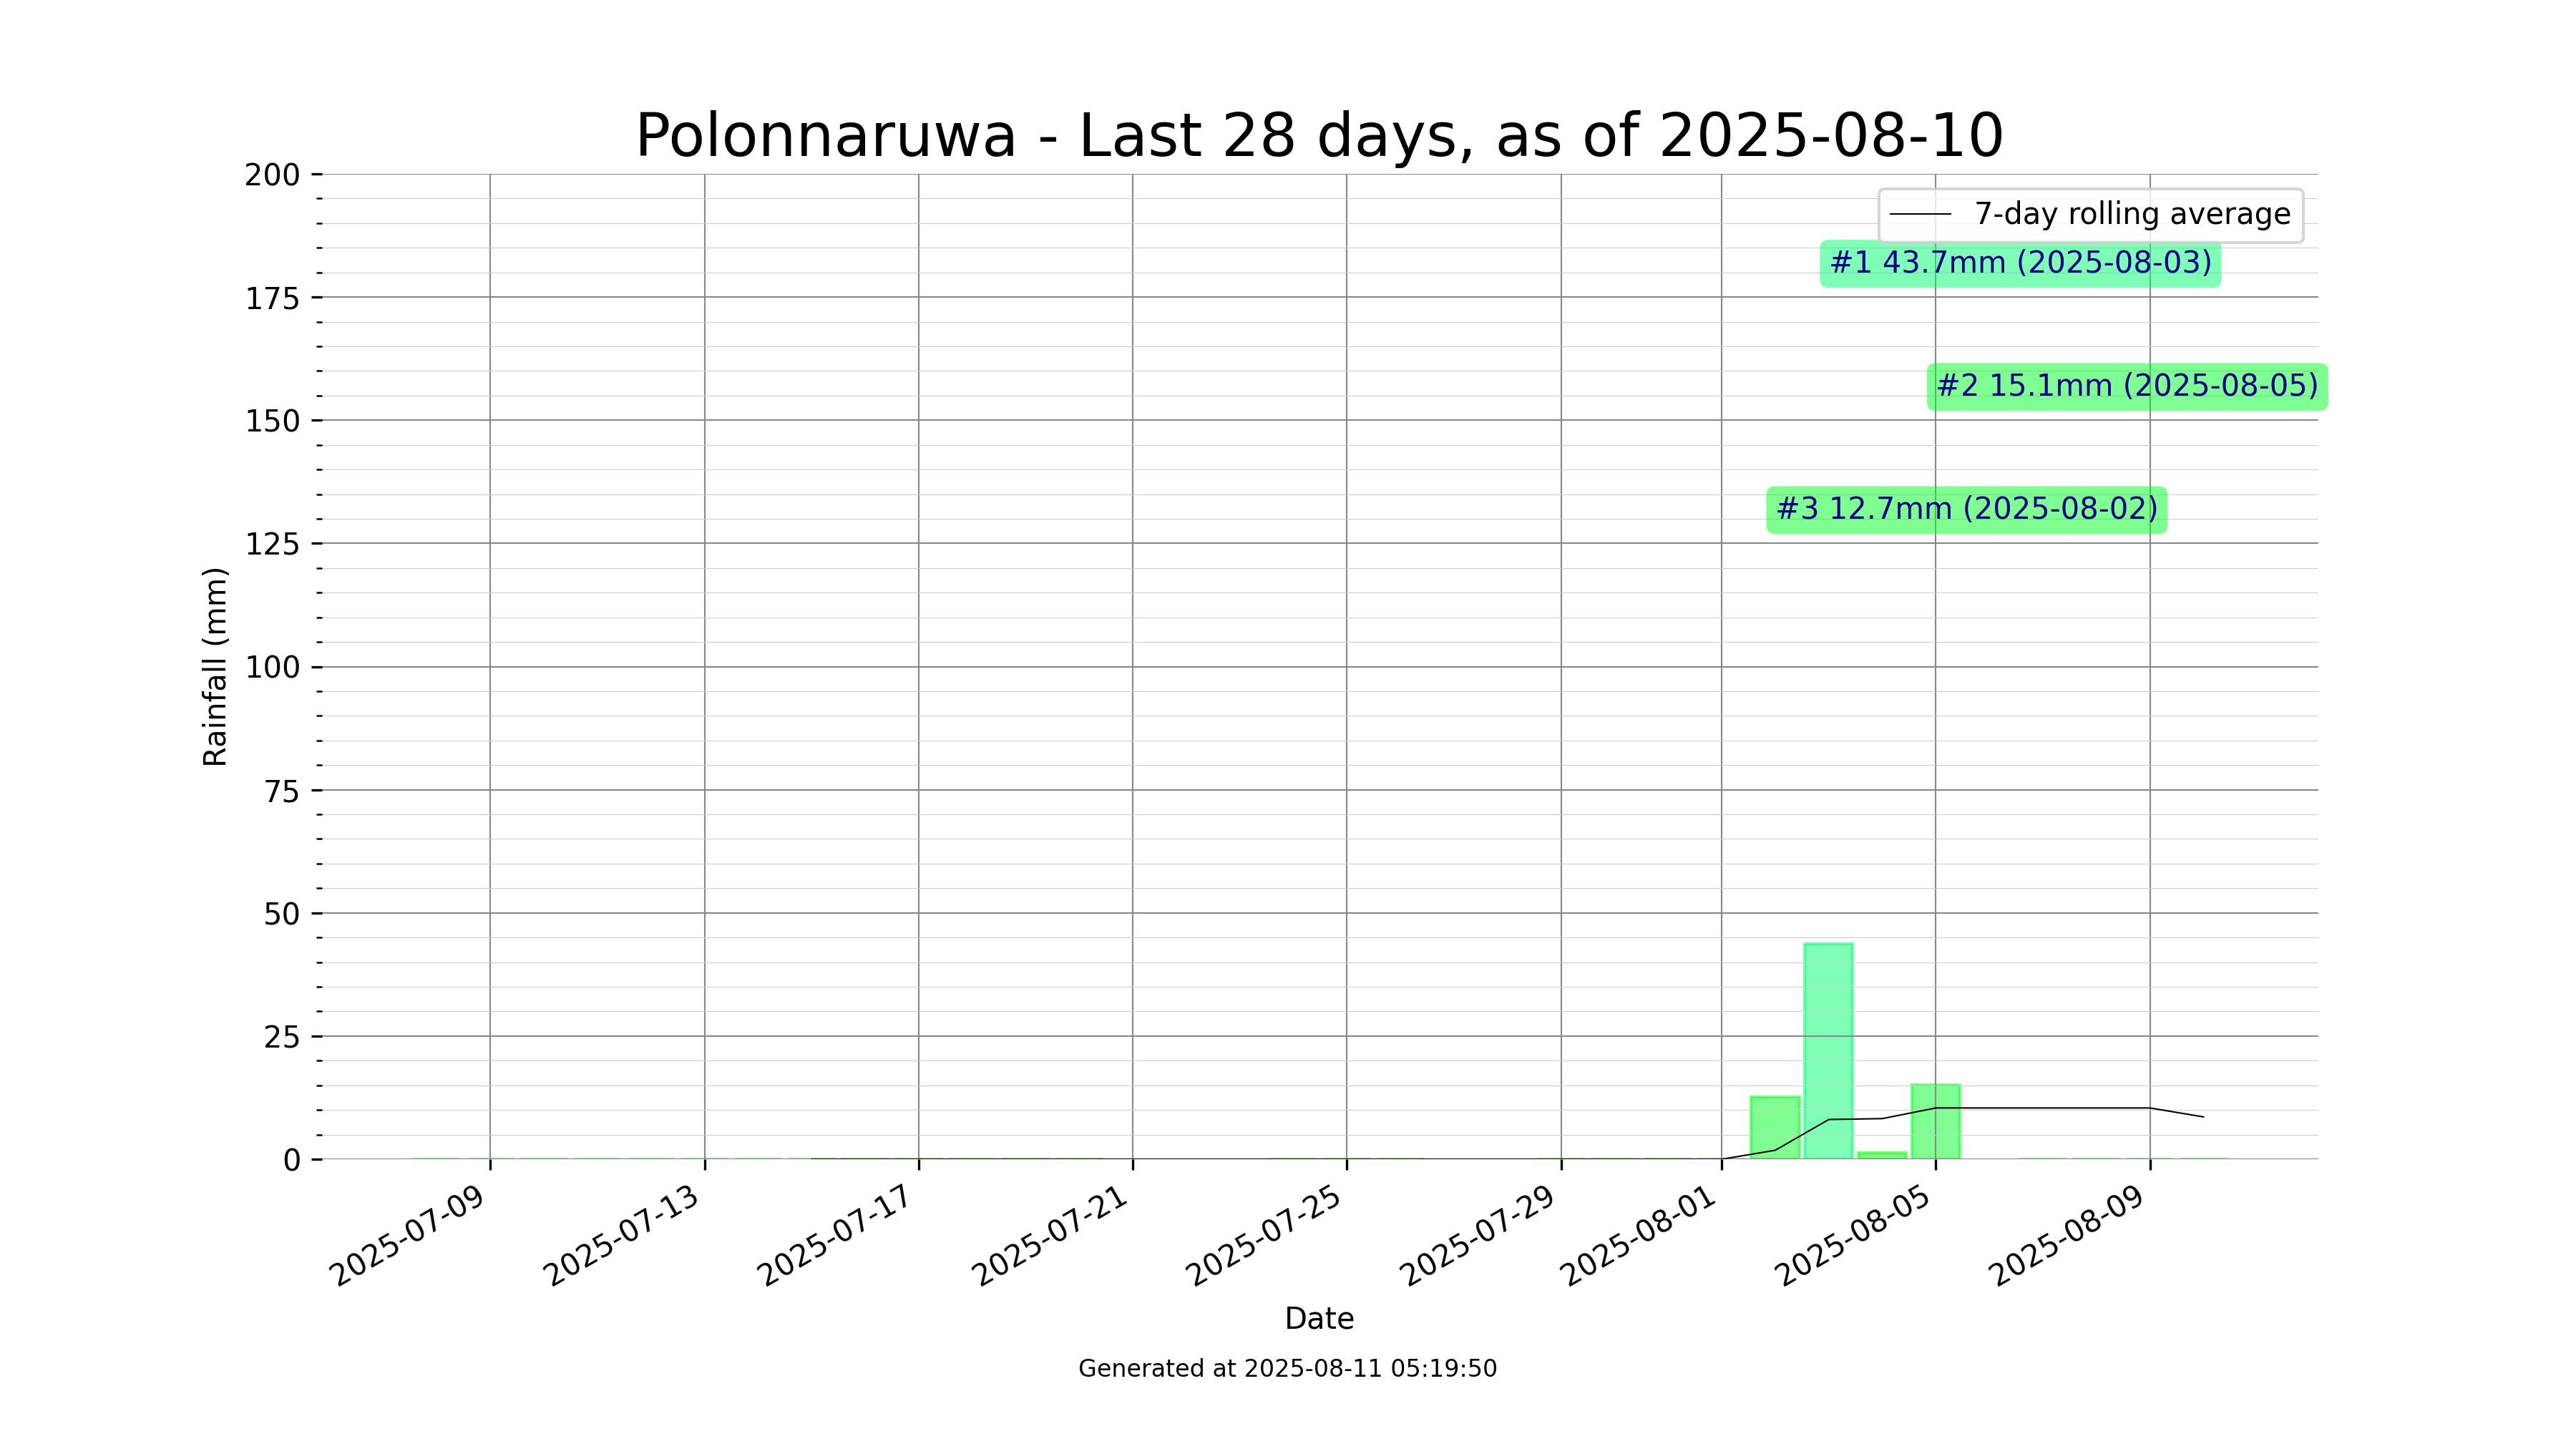 Polonnaruwa - Last 28 days, as of 2025-08-10
200
175
150
125
100
75
50
25
0
Rainfall (mm)
7-day rolling average
#1 43.7mm (2025-08-03)
#2 15.1mm (2025-08-05)
#3 12.7mm (2025-08-02)
2025-07-09
2025-07-13
2025-07-17
2025-07-21
2025-07-25
2025-07-29
2025-08-01
2025-08-05
2025-08-09
Date
Generated at 2025-08-11 05:19:50